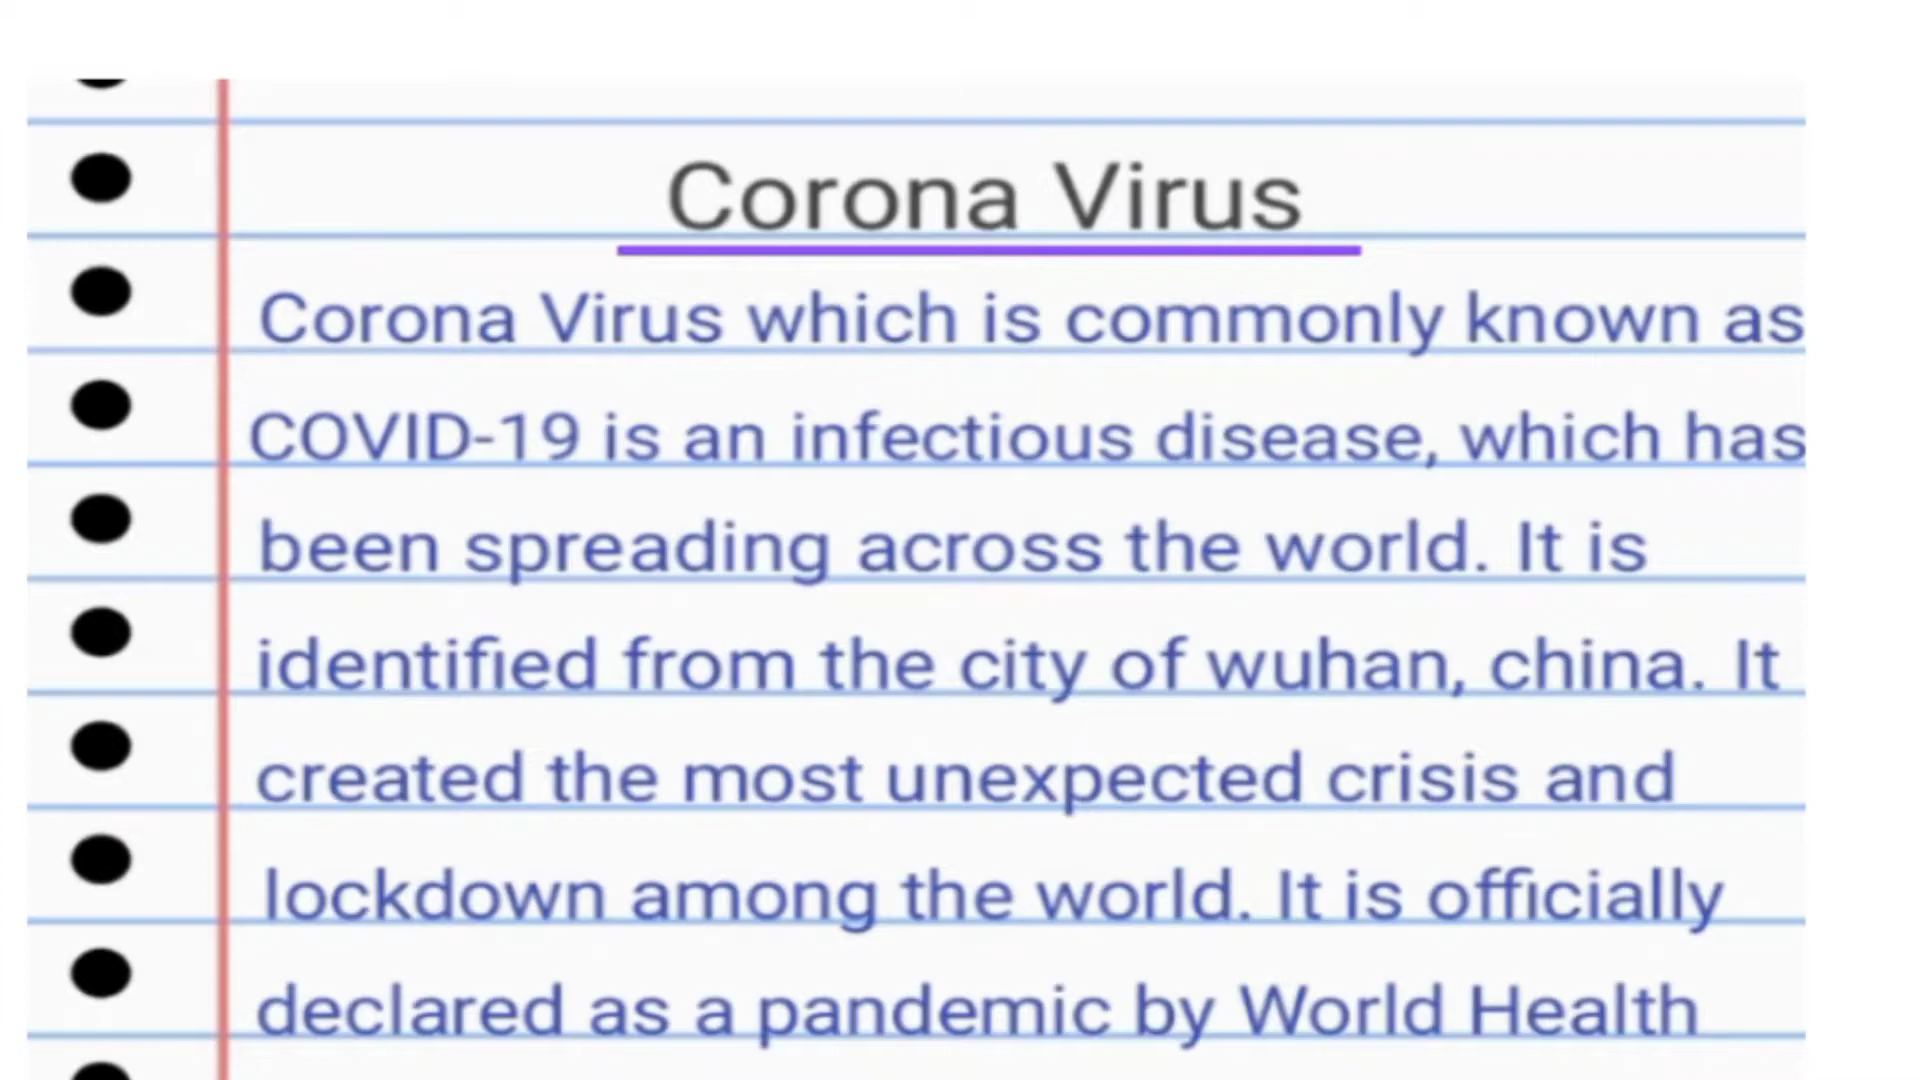 Corona Virus
Corona Virus which is commonly known as
COVID-19 is an infectious disease, which has
been spreading across the world. It is
identified from the city of wuhan, china. It
created the most unexpected crisis and
lockdown among the world. It is officially
declared as a pandemic by World Health